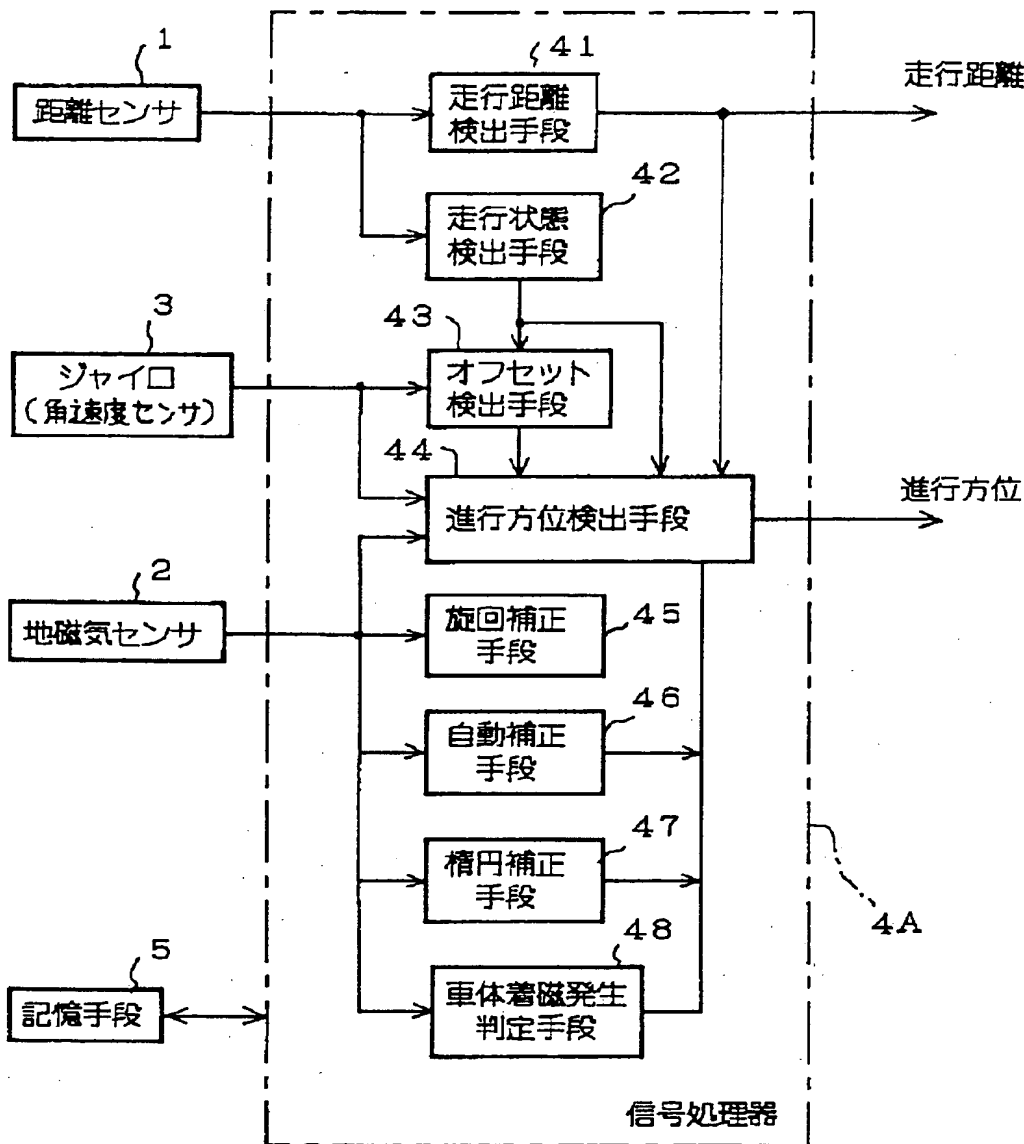 1
距離センサ
41
走行距離
検出手段
走行距離
42
走行状態
検出手段
3
ジャイロ
(角速度センサ)
43
オフセット
検出手段
44
進行方位検出手段
進行方位
2
地磁気センサ
旋回補正
手段
45
自動補正
手段
46
楕円補正
手段
47
4A
5
記憶手段
車体着磁発生
判定手段
48
信号処理器